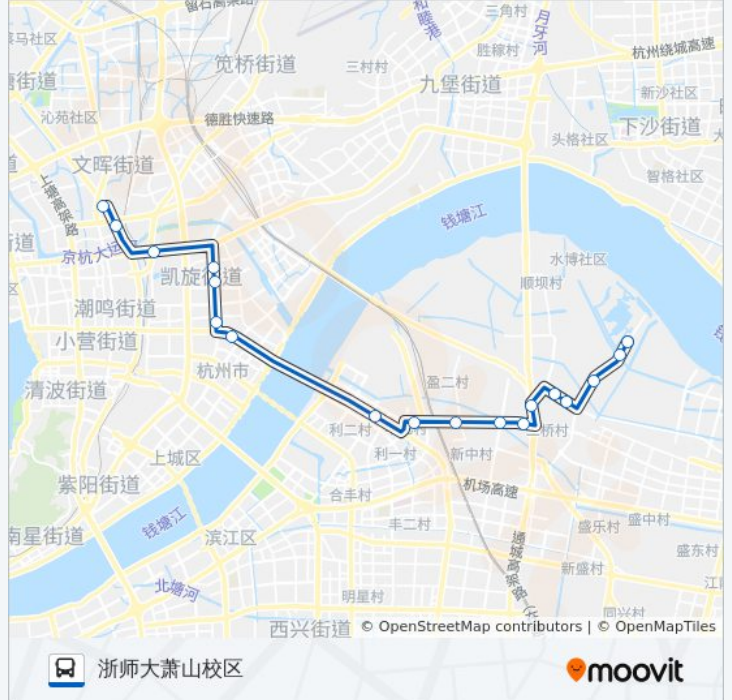 留石高架路
和睦港
三角村
月牙河
菜马社区
笕桥街道
胜稼村
杭州绕城高速
三村村
九堡街道
塘街道
新沙社区
沁苑社区
德胜快速路
下沙街道
头格社区
文晖街道
智格社区
上塘高架路
钱塘江
街道
京杭大运河
水博社区
凯旋街道
顺坝村
潮鸣街道
小营街道
杭州市
盈二村
清波街道
利二村
三桥村
利一村
新中村
上城区
紫阳街道
机场高速
合丰村
钱塘江
丰二村
盛中村
南星街道
滨江区
盛乐村
通城高架路
盛东村
新盛村
北塘河
明星村
同兴村
西兴街道
© OpenStreetMap contributors | © OpenMapTiles
浙师大萧山校区
moovit